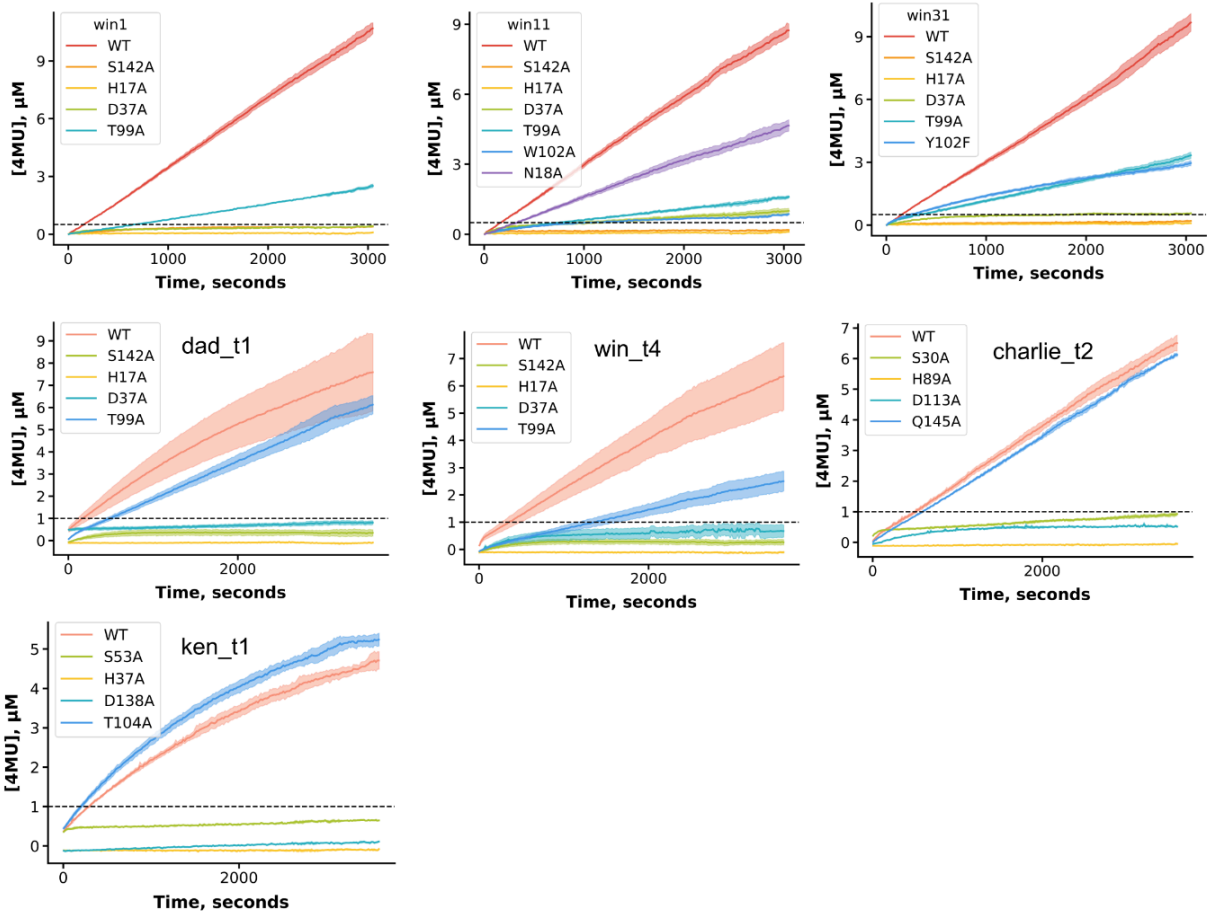 win1
WT
S142A
H17A
D37A
T99A
9
6
3
0
0 1000 2000 3000
[4MU], µM
Time, seconds
win11
WT
S142A
H17A
D37A
T99A
W102A
N18A
9
6
3
0
0 1000 2000 3000
[4MU], µM
Time, seconds
win31
WT
S142A
H17A
D37A
T99A
Y102F
9
6
3
0
0 1000 2000 3000
[4MU], µM
Time, seconds
dad_t1
WT
S142A
H17A
D37A
T99A
9
8
7
6
5
4
3
2
1
0
0 2000
[4MU], µM
Time, seconds
win_t4
WT
S142A
H17A
D37A
T99A
7
6
5
4
3
2
1
0
0 2000
[4MU], µM
Time, seconds
charlie_t2
WT
S30A
H89A
D113A
Q145A
7
6
5
4
3
2
1
0
0 2000
[4MU], µM
Time, seconds
ken_t1
WT
S53A
H37A
D138A
T104A
5
4
3
2
1
0
0 2000
[4MU], µM
Time, seconds